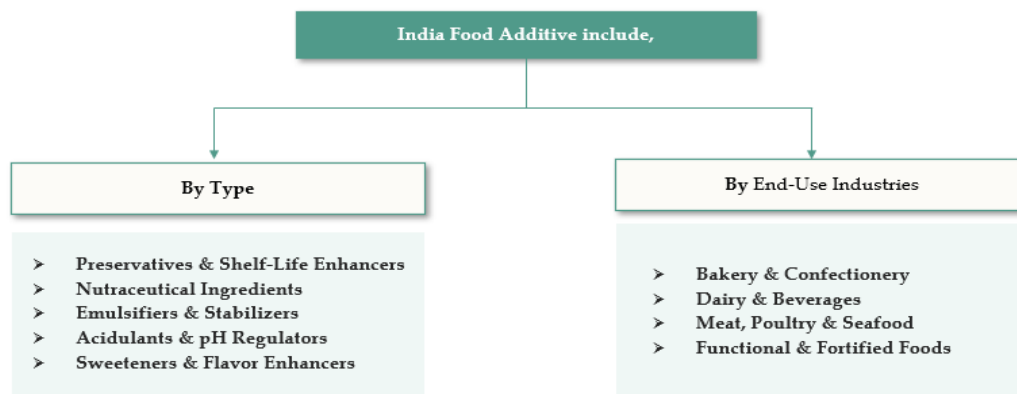 India Food Additive include,
By Type
➤ Preservatives & Shelf-Life Enhancers
➤ Nutraceutical Ingredients
➤ Emulsifiers & Stabilizers
➤ Acidulants & pH Regulators
➤ Sweeteners & Flavor Enhancers
By End-Use Industries
➤ Bakery & Confectionery
➤ Dairy & Beverages
➤ Meat, Poultry & Seafood
➤ Functional & Fortified Foods